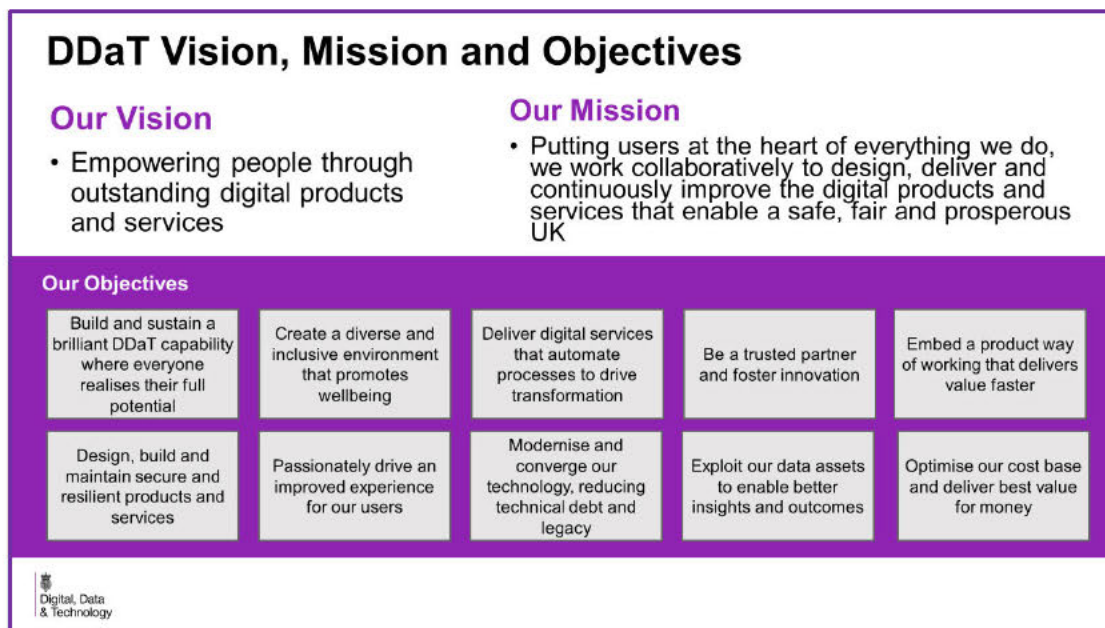 DDaT Vision, Mission and Objectives
Our Vision
• Empowering people through
outstanding digital products
and services
Our Mission
• Putting users at the heart of everything we do,
we work collaboratively to design, deliver and
continuously improve the digital products and
services that enable a safe, fair and prosperous
UK
Our Objectives
Build and sustain a
brilliant DDaT capability
where everyone
realises their full
potential
Create a diverse and
inclusive environment
that promotes
wellbeing
Deliver digital services
that automate
processes to drive
transformation
Be a trusted partner
and foster innovation
Embed a product way
of working that delivers
value faster
Design, build and
maintain secure and
resilient products and
services
Passionately drive an
improved experience
for our users
Modernise and
converge our
technology, reducing
technical debt and
legacy
Exploit our data assets
to enable better
insights and outcomes
Optimise our cost base
and deliver best value
for money
Digital, Data
& Technology